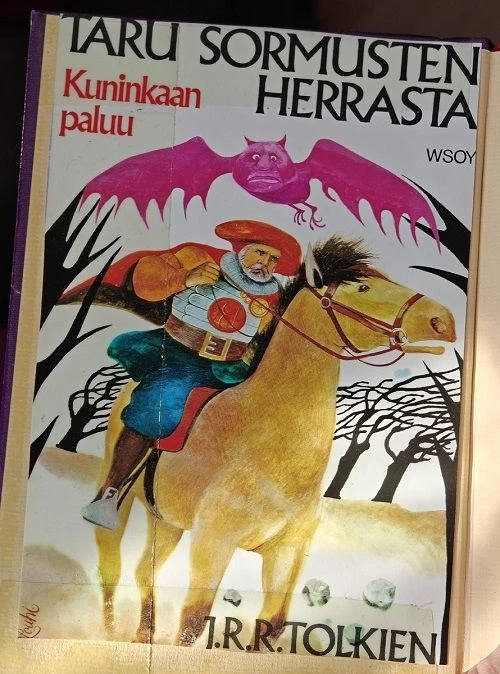 TARU SORMUSTEN
HERRASTA
Kuninkaan
paluu
WSOY
J.R.R. TOLKIEN